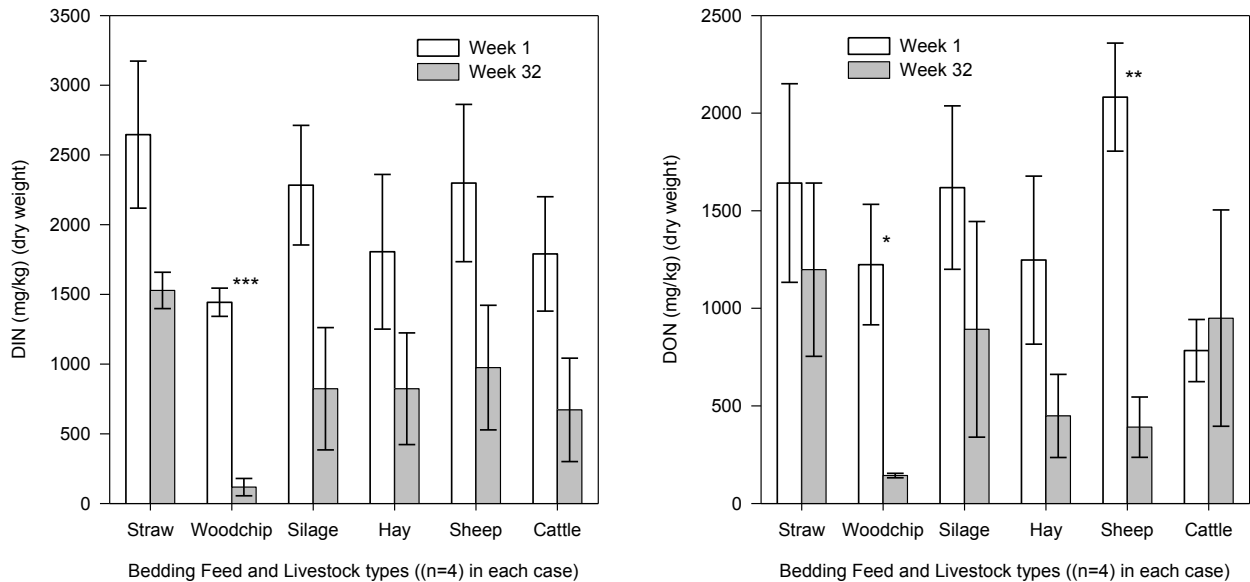 DIN (mg/kg) (dry weight)
3500
3000
2500
2000
1500
1000
500
0
Week 1
Week 32
***
Straw Woodchip Silage Hay Sheep Cattle
Bedding Feed and Livestock types ((n=4) in each case)
DON (mg/kg) (dry weight)
2500
2000
1500
1000
500
0
Week 1
Week 32
**
*
Straw Woodchip Silage Hay Sheep Cattle
Bedding Feed and Livestock types ((n=4) in each case)